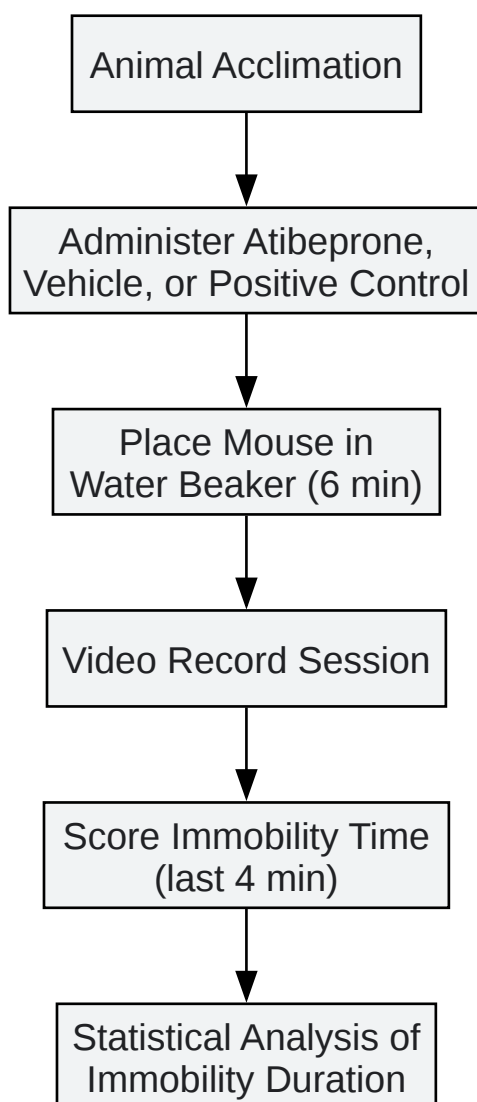 Animal Acclimation
Administer Atibeprone,
Vehicle, or Positive Control
Place Mouse in
Water Beaker (6 min)
Video Record Session
Score Immobility Time
(last 4 min)
Statistical Analysis of
Immobility Duration